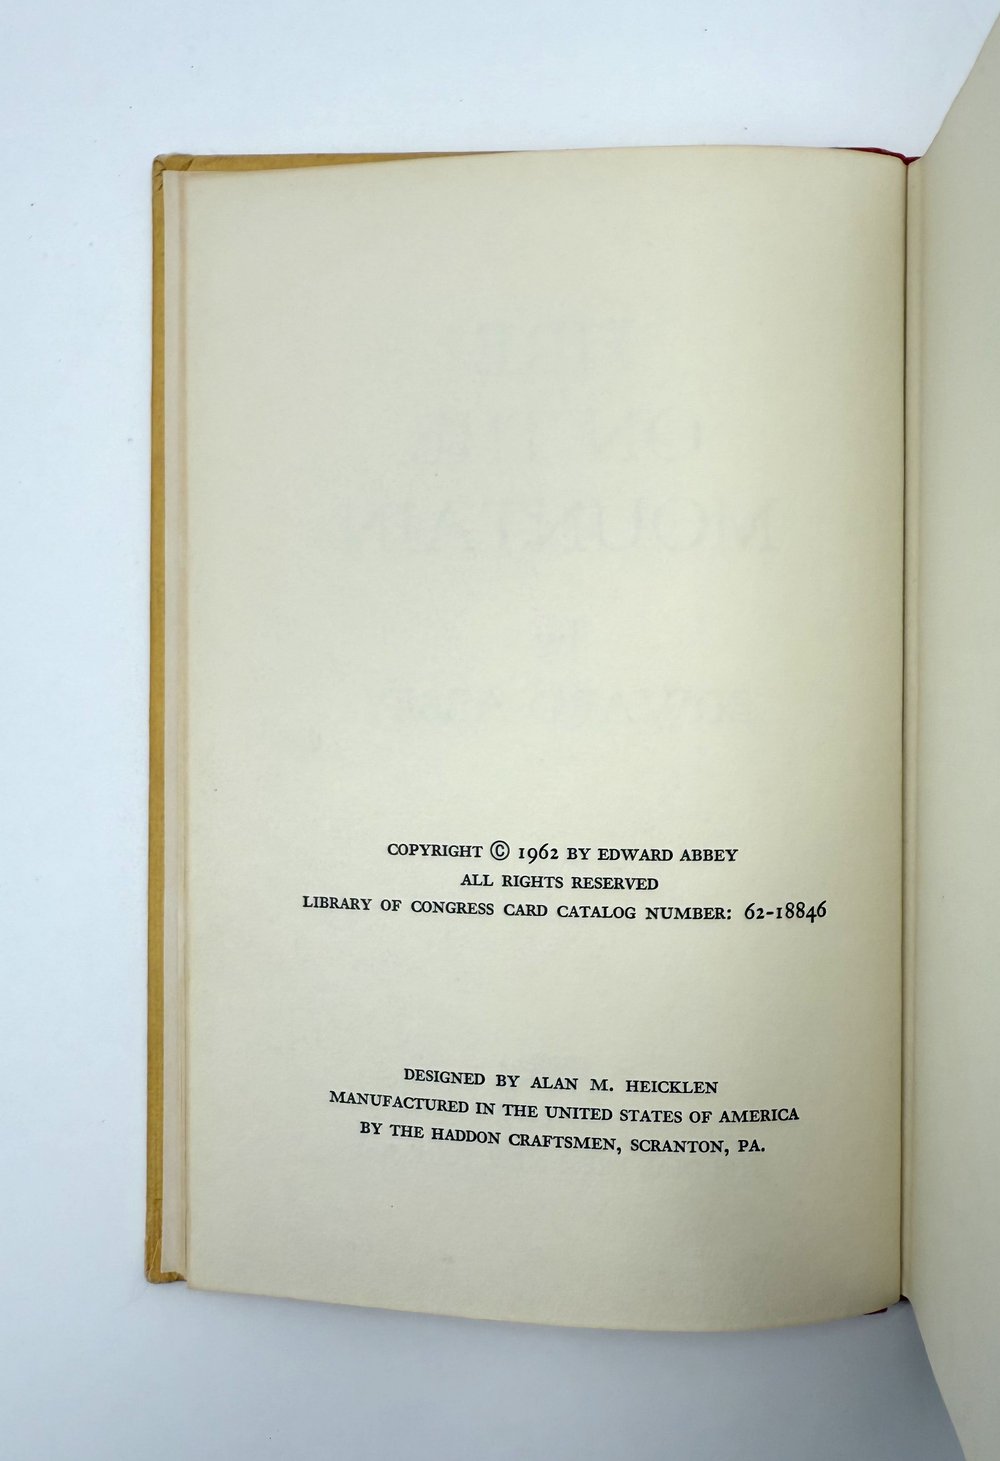 COPYRIGHT © 1962 BY EDWARD ABBEY
ALL RIGHTS RESERVED
LIBRARY OF CONGRESS CARD CATALOG NUMBER: 62-18846
DESIGNED BY ALAN M. HEICKLEN
MANUFACTURED IN THE UNITED STATES OF AMERICA
BY THE HADDON CRAFTSMEN, SCRANTON, PA.